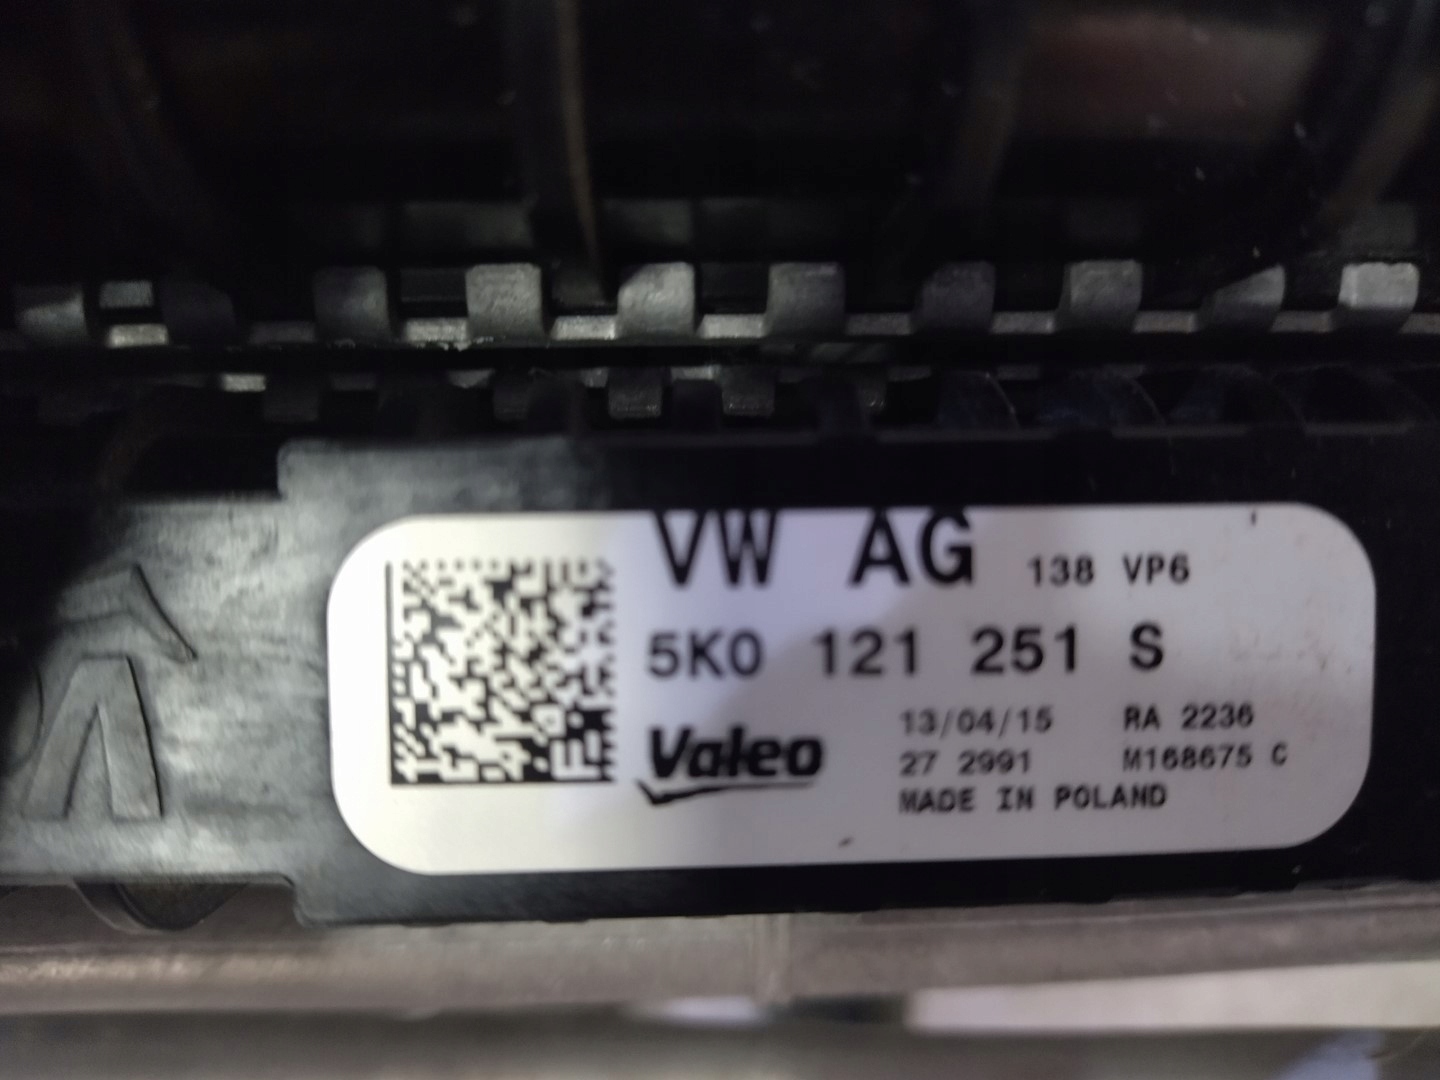 VW AG 138 VP6
5K0 121 251 S
Valeo
13/04/15 RA 2236
27 2991 M168675 C
MADE IN POLAND